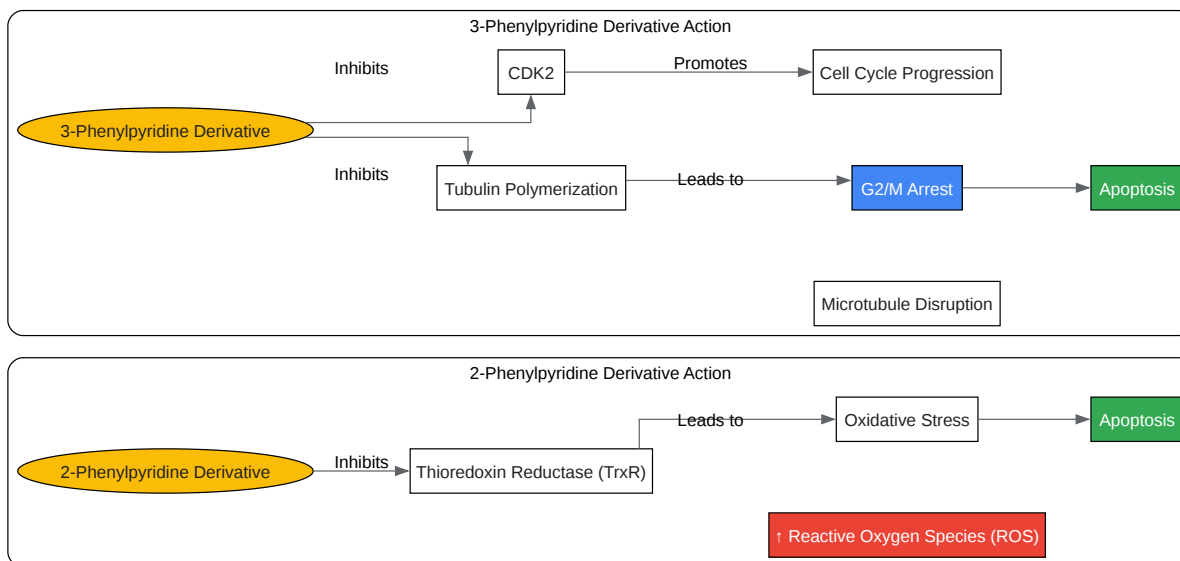 3-Phenylpyridine Derivative Action
Inhibits
CDK2
Promotes
Cell Cycle Progression
3-Phenylpyridine Derivative
Inhibits
Tubulin Polymerization
Leads to
G2/M Arrest
Apoptosis
Microtubule Disruption
2-Phenylpyridine Derivative Action
Leads to
Oxidative Stress
Apoptosis
2-Phenylpyridine Derivative
Inhibits
Thioredoxin Reductase (TrxR)
↑ Reactive Oxygen Species (ROS)